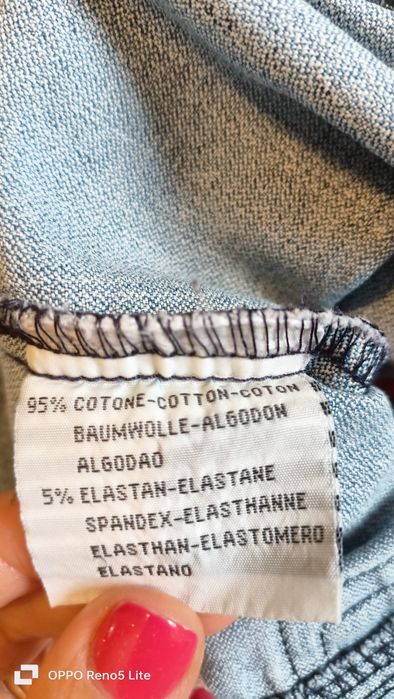 95% COTONE-COTTON-COTON
BAUMWOLLE-ALGODON
ALGODAO
5% ELASTAN-ELASTANE
SPANDEX-ELASTHANNE
ELASTHAN-ELASTOMERO
ELASTANO
OPPO Reno5 Lite